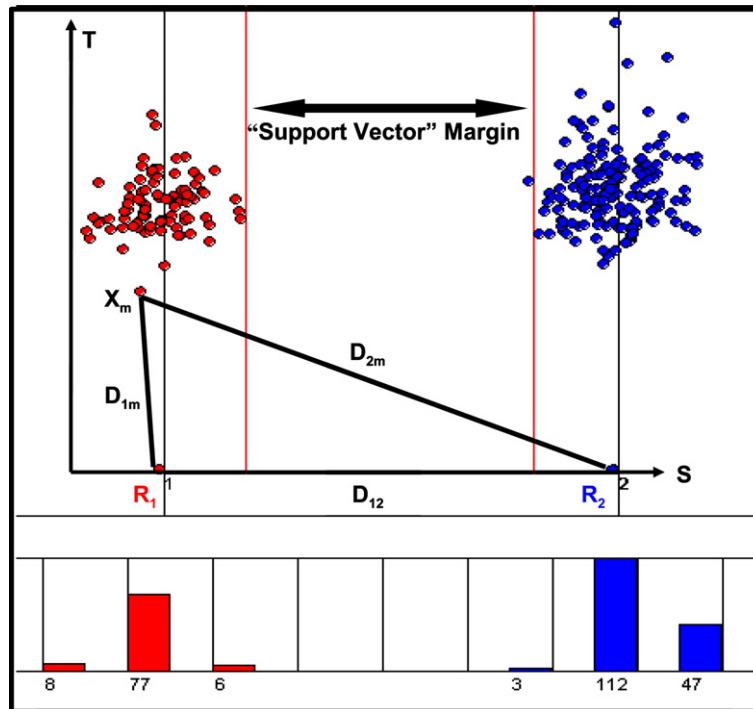 T
“Support Vector” Margin
Xm
D2m
D1m
1
2
S
R1
D12
R2
8
77
6
3
112
47